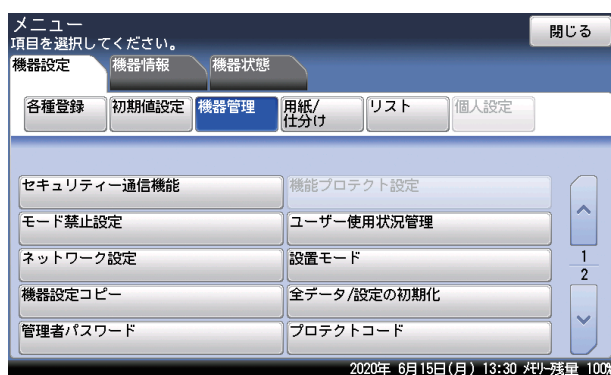 メニュー
項目を選択してください。
閉じる
機器設定
機器情報
機器状態
各種登録
初期値設定
機器管理
用紙/
仕分け
リスト
個人設定
セキュリティー通信機能
機能プロテクト設定
モード禁止設定
ユーザー使用状況管理
ネットワーク設定
設置モード
1
2
機器設定コピー
全データ/設定の初期化
管理者パスワード
プロテクトコード
2020年 6月15日(月) 13:30 メモリー残量 100%